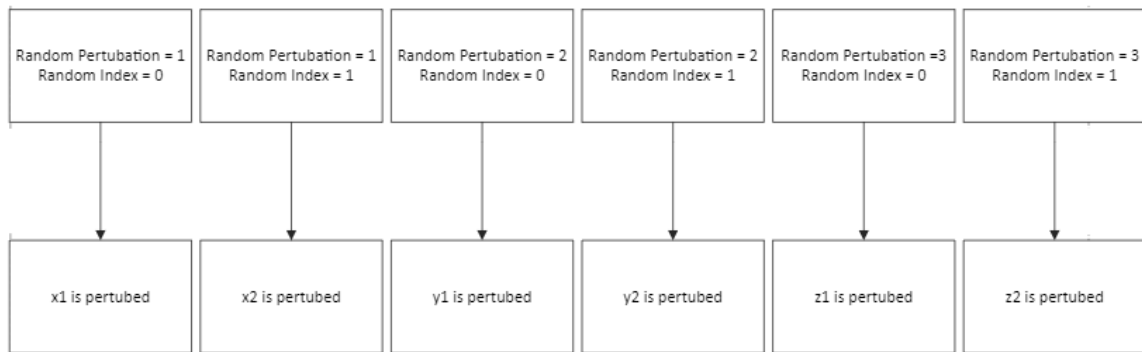 Random Pertubation = 1
Random Index = 0
Random Pertubation = 1
Random Index = 1
Random Pertubation = 2
Random Index = 0
Random Pertubation = 2
Random Index = 1
Random Pertubation =3
Random Index = 0
Random Pertubation = 3
Random Index = 1
x1 is pertubed
x2 is pertubed
y1 is pertubed
y2 is pertubed
z1 is pertubed
z2 is pertubed